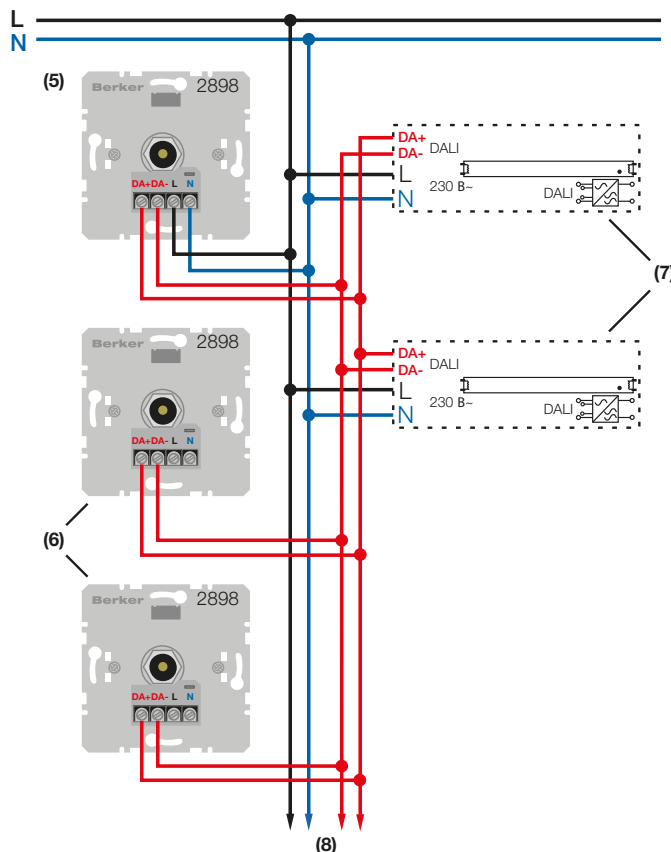 L
N
(5)
Berker 2898
DA+ DA- L N
DA+
DA- DALI
L
230 В~
N
DALI
(7)
Berker 2898
DA+ DA- L N
DA+
DA- DALI
L
230 В~
N
DALI
(6)
Berker 2898
DA+ DA- L N
(8)